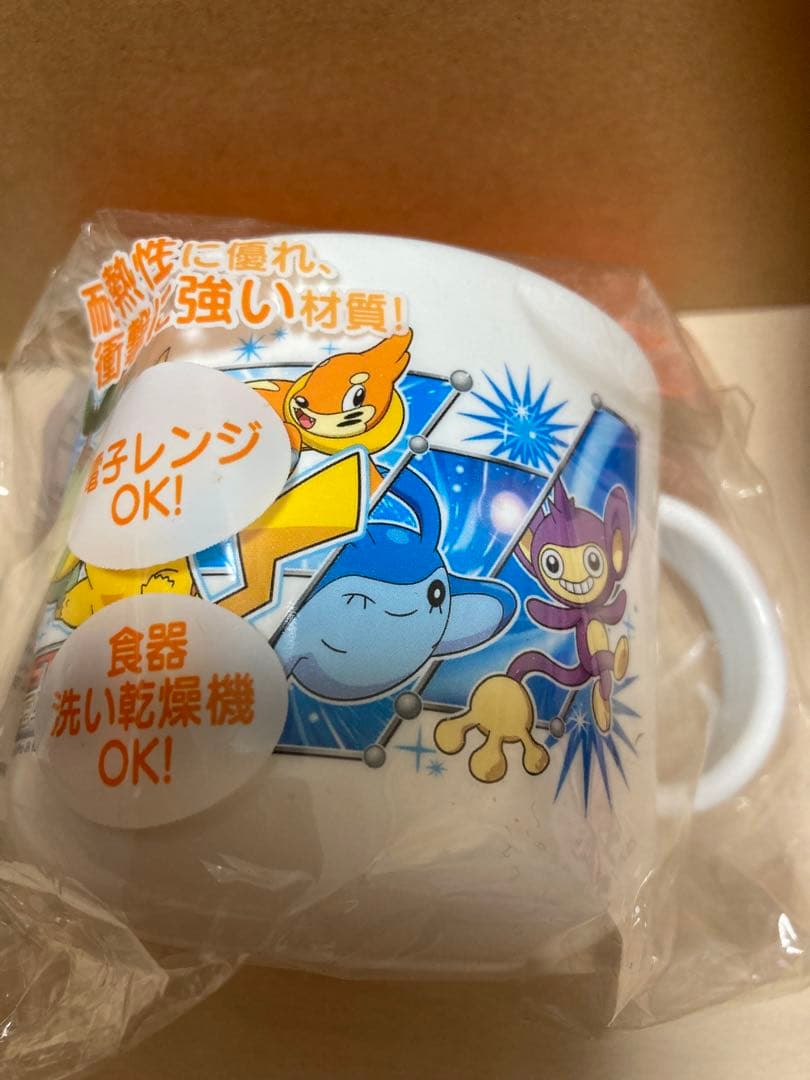 耐熱性に優れ、
衝撃に強い材質!
電子レンジ
OK!
食器
洗い乾燥機
OK!